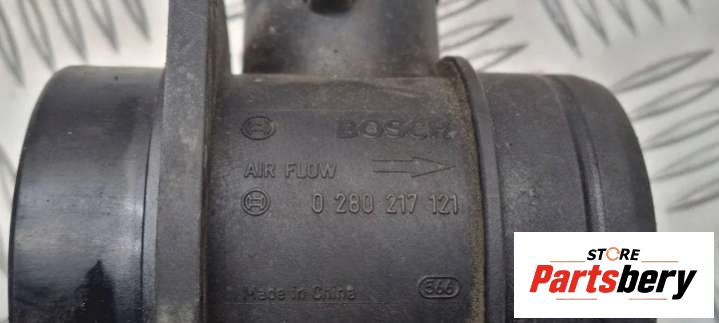 BOSCH
AIR FLOW
0 280 217 121
Made in China
566
STORE
Partsbery